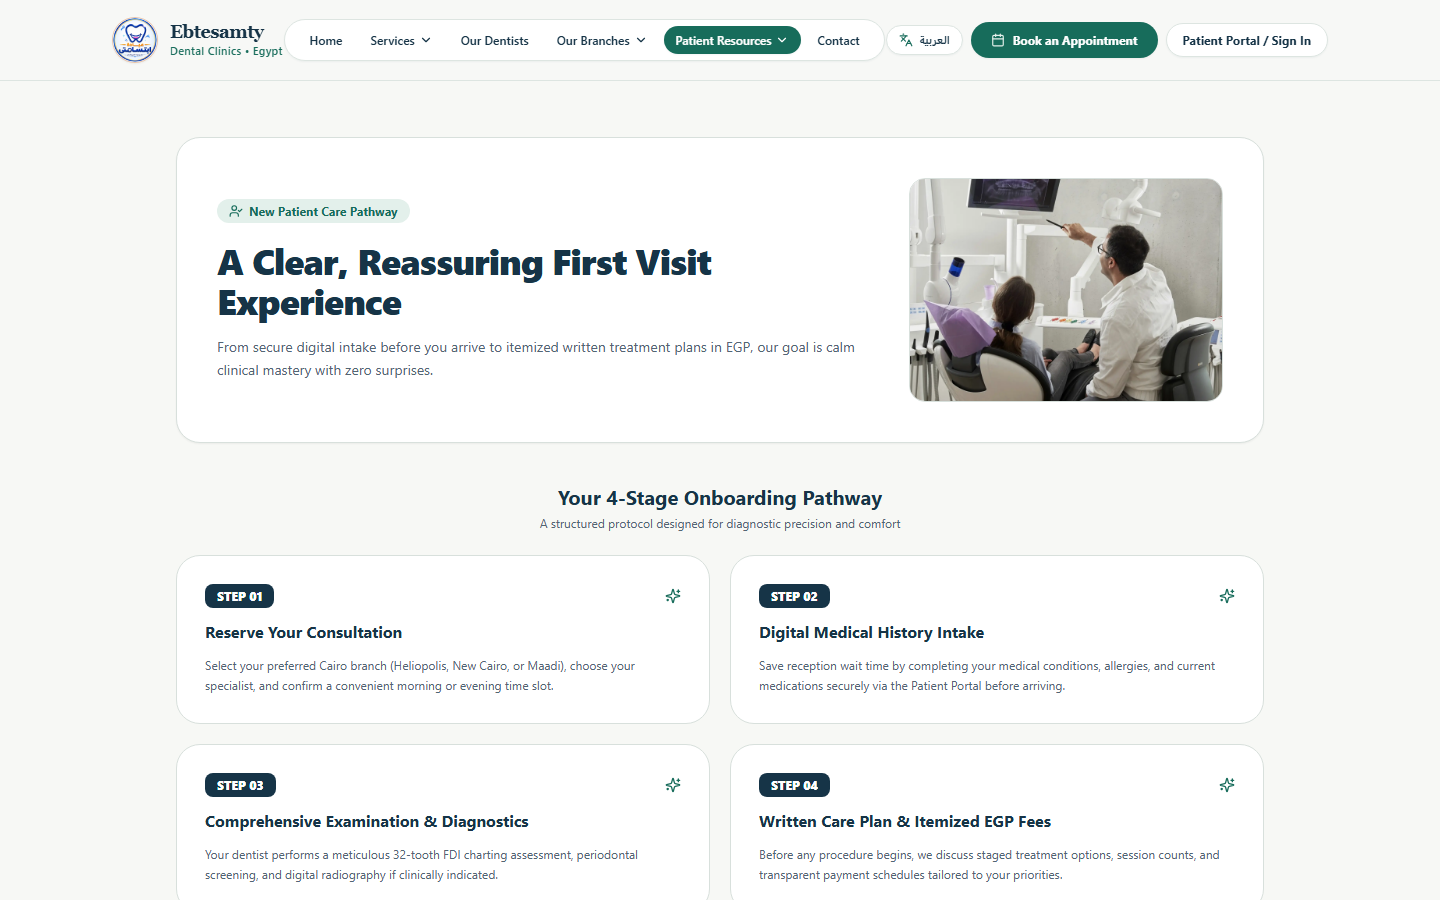 ابتسامتي
Ebtesamty
Dental Clinics • Egypt
Home
Services
Our Dentists
Our Branches
Patient Resources
Contact
العربية
Book an Appointment
Patient Portal / Sign In
New Patient Care Pathway
A Clear, Reassuring First Visit
Experience
From secure digital intake before you arrive to itemized written treatment plans in EGP, our goal is calm
clinical mastery with zero surprises.
Your 4-Stage Onboarding Pathway
A structured protocol designed for diagnostic precision and comfort
STEP 01
Reserve Your Consultation
Select your preferred Cairo branch (Heliopolis, New Cairo, or Maadi), choose your
specialist, and confirm a convenient morning or evening time slot.
STEP 02
Digital Medical History Intake
Save reception wait time by completing your medical conditions, allergies, and current
medications securely via the Patient Portal before arriving.
STEP 03
Comprehensive Examination & Diagnostics
Your dentist performs a meticulous 32-tooth FDI charting assessment, periodontal
screening, and digital radiography if clinically indicated.
STEP 04
Written Care Plan & Itemized EGP Fees
Before any procedure begins, we discuss staged treatment options, session counts, and
transparent payment schedules tailored to your priorities.